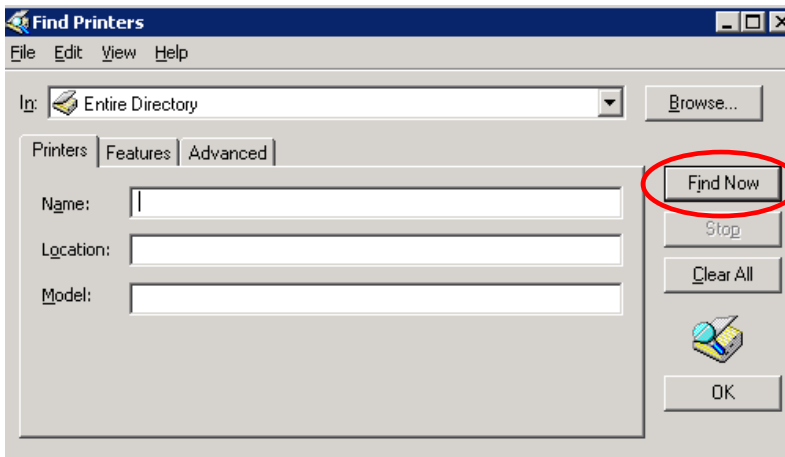 Find Printers
File Edit View Help
In: Entire Directory Browse...
Printers Features Advanced
Find Now
Name:
Stop
Location:
Clear All
Model:
OK